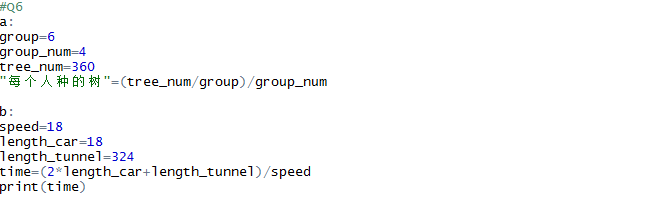 #Q6
a:
group=6
group_num=4
tree_num=360
"每个人种的树"=(tree_num/group)/group_num
b:
speed=18
length_car=18
length_tunnel=324
time=(2*length_car+length_tunnel)/speed
print(time)